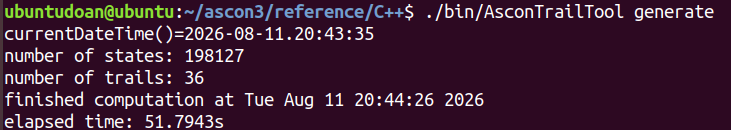 ubuntudoan@ubuntu:~/ascon3/reference/C++$ ./bin/AsconTrailTool generate
currentDateTime()=2026-08-11.20:43:35
number of states: 198127
number of trails: 36
finished computation at Tue Aug 11 20:44:26 2026
elapsed time: 51.7943s